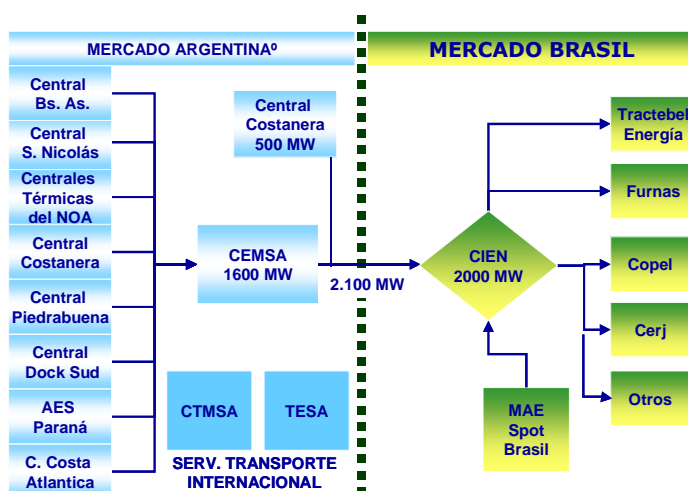 MERCADO ARGENTINAº
MERCADO BRASIL
Central
Bs. As.
Central
S. Nicolás
Centrales
Térmicas
del NOA
Central
Costanera
Central
Piedrabuena
Central
Dock Sud
AES
Paraná
C. Costa
Atlantica
Central
Costanera
500 MW
CEMSA
1600 MW
2.100 MW
CTMSA
TESA
SERV. TRANSPORTE
INTERNACIONAL
CIEN
2000 MW
MAE
Spot
Brasil
Tractebel
Energía
Furnas
Copel
Cerj
Otros